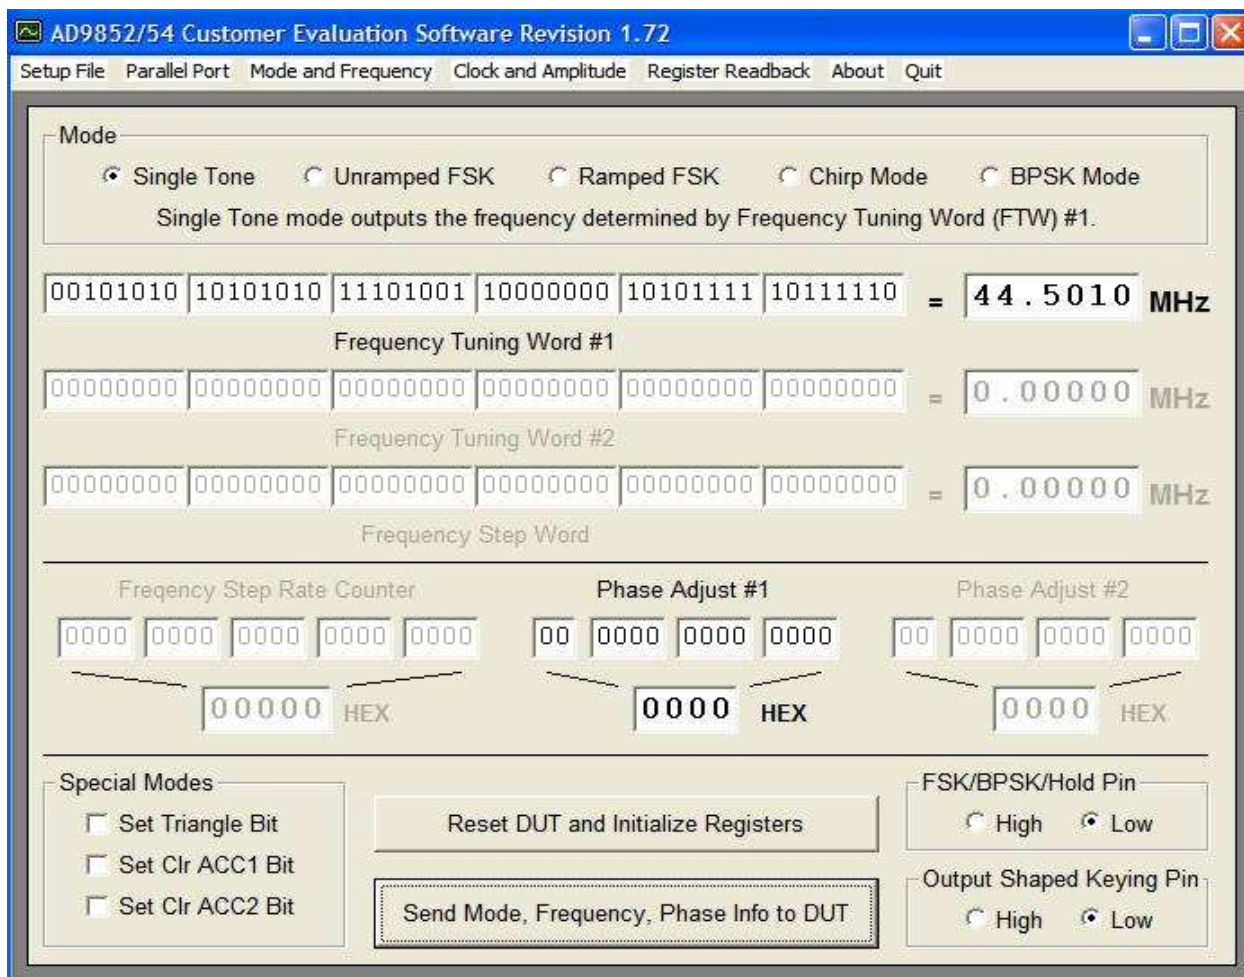 AD9852/54 Customer Evaluation Software Revision 1.72
Setup File Parallel Port Mode and Frequency Clock and Amplitude Register Readback About Quit
Mode
Single Tone Unramped FSK Ramped FSK Chirp Mode BPSK Mode
Single Tone mode outputs the frequency determined by Frequency Tuning Word (FTW) #1.
00101010 10101010 11101001 10000000 10101111 10111110 = 44.5010 MHz
Frequency Tuning Word #1
00000000 00000000 00000000 00000000 00000000 00000000 = 0.00000 MHz
Frequency Tuning Word #2
00000000 00000000 00000000 00000000 00000000 00000000 = 0.00000 MHz
Frequency Step Word
Freqency Step Rate Counter Phase Adjust #1 Phase Adjust #2
0000 0000 0000 0000 0000 00 0000 0000 0000 00 0000 0000 0000
00000 HEX 0000 HEX 0000 HEX
Special Modes
Set Triangle Bit
Set Clr ACC1 Bit
Set Clr ACC2 Bit
Reset DUT and Initialize Registers
Send Mode, Frequency, Phase Info to DUT
FSK/BPSK/Hold Pin
High Low
Output Shaped Keying Pin
High Low